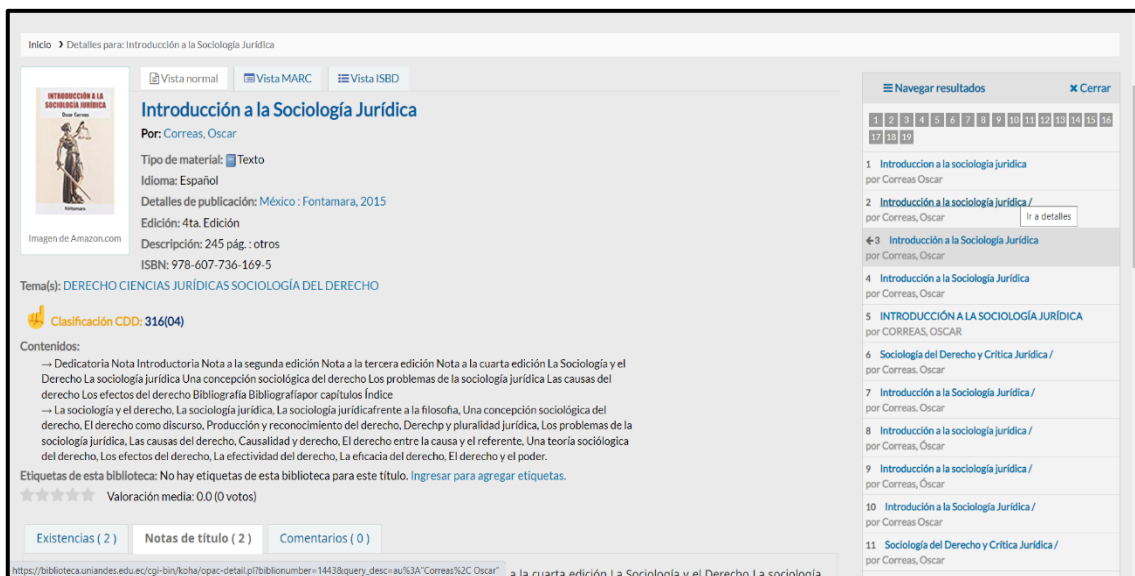 Inicio > Detalles para: Introducción a la Sociología Jurídica
INTRODUCCIÓN A LA
SOCIOLOGÍA JURÍDICA
Oscar Correas
Fontamara
Imagen de Amazon.com
Vista normal Vista MARC Vista ISBD
Introducción a la Sociología Jurídica
Por: Correas, Oscar
Tipo de material: Texto
Idioma: Español
Detalles de publicación: México : Fontamara, 2015
Edición: 4ta. Edición
Descripción: 245 pág. : otros
ISBN: 978-607-736-169-5
Tema(s): DERECHO CIENCIAS JURÍDICAS SOCIOLOGÍA DEL DERECHO
Clasificación CDD: 316(04)
Contenidos:
→ Dedicatoria Nota Introductoria Nota a la segunda edición Nota a la tercera edición Nota a la cuarta edición La Sociología y el
Derecho La sociología jurídica Una concepción sociológica del derecho Los problemas de la sociología jurídica Las causas del
derecho Los efectos del derecho Bibliografía Bibliografíapor capítulos Índice
→ La sociología y el derecho, La sociología jurídica, La sociología jurídicafrente a la filosofia, Una concepción sociológica del
derecho, El derecho como discurso, Producción y reconocimiento del derecho, Derechp y pluralidad jurídica, Los problemas de la
sociología jurídica, Las causas del derecho, Causalidad y derecho, El derecho entre la causa y el referente, Una teoría sociólogica
del derecho, Los efectos del derecho, La efectividad del derecho, La eficacia del derecho, El derecho y el poder.
Etiquetas de esta biblioteca: No hay etiquetas de esta biblioteca para este título. Ingresar para agregar etiquetas.
Valoración media: 0.0 (0 votos)
Existencias ( 2 ) Notas de título ( 2 ) Comentarios ( 0 )
a la cuarta edición La Sociología y el Derecho La sociología
https://biblioteca.uniandes.edu.ec/cgi-bin/koha/opac-detail.pl?biblionumber=1443&query_desc=au%3A"Correas%2C Oscar"
Navegar resultados Cerrar
1 2 3 4 5 6 7 8 9 10 11 12 13 14 15 16
17 18 19
1 Introduccion a la sociologia juridica
por Correas Oscar
2 Introducción a la sociología jurídica /
por Correas, Oscar
Ir a detalles
3 Introducción a la Sociología Jurídica
por Correas, Oscar
4 Introducción a la Sociología Jurídica
por Correas, Oscar
5 INTRODUCCIÓN A LA SOCIOLOGÍA JURÍDICA
por CORREAS, OSCAR
6 Sociología del Derecho y Crítica Jurídica /
por Correas. Oscar
7 Introducción a la Sociología Jurídica /
por Correas. Oscar
8 Introducción a la sociología jurídica /
por Correas, Óscar
9 Introducción a la sociología jurídica /
por Correas, Óscar
10 Introdución a la Sociología Jurídica /
por Correas Oscar
11 Sociología del Derecho y Crítica Jurídica /
por Correas, Oscar